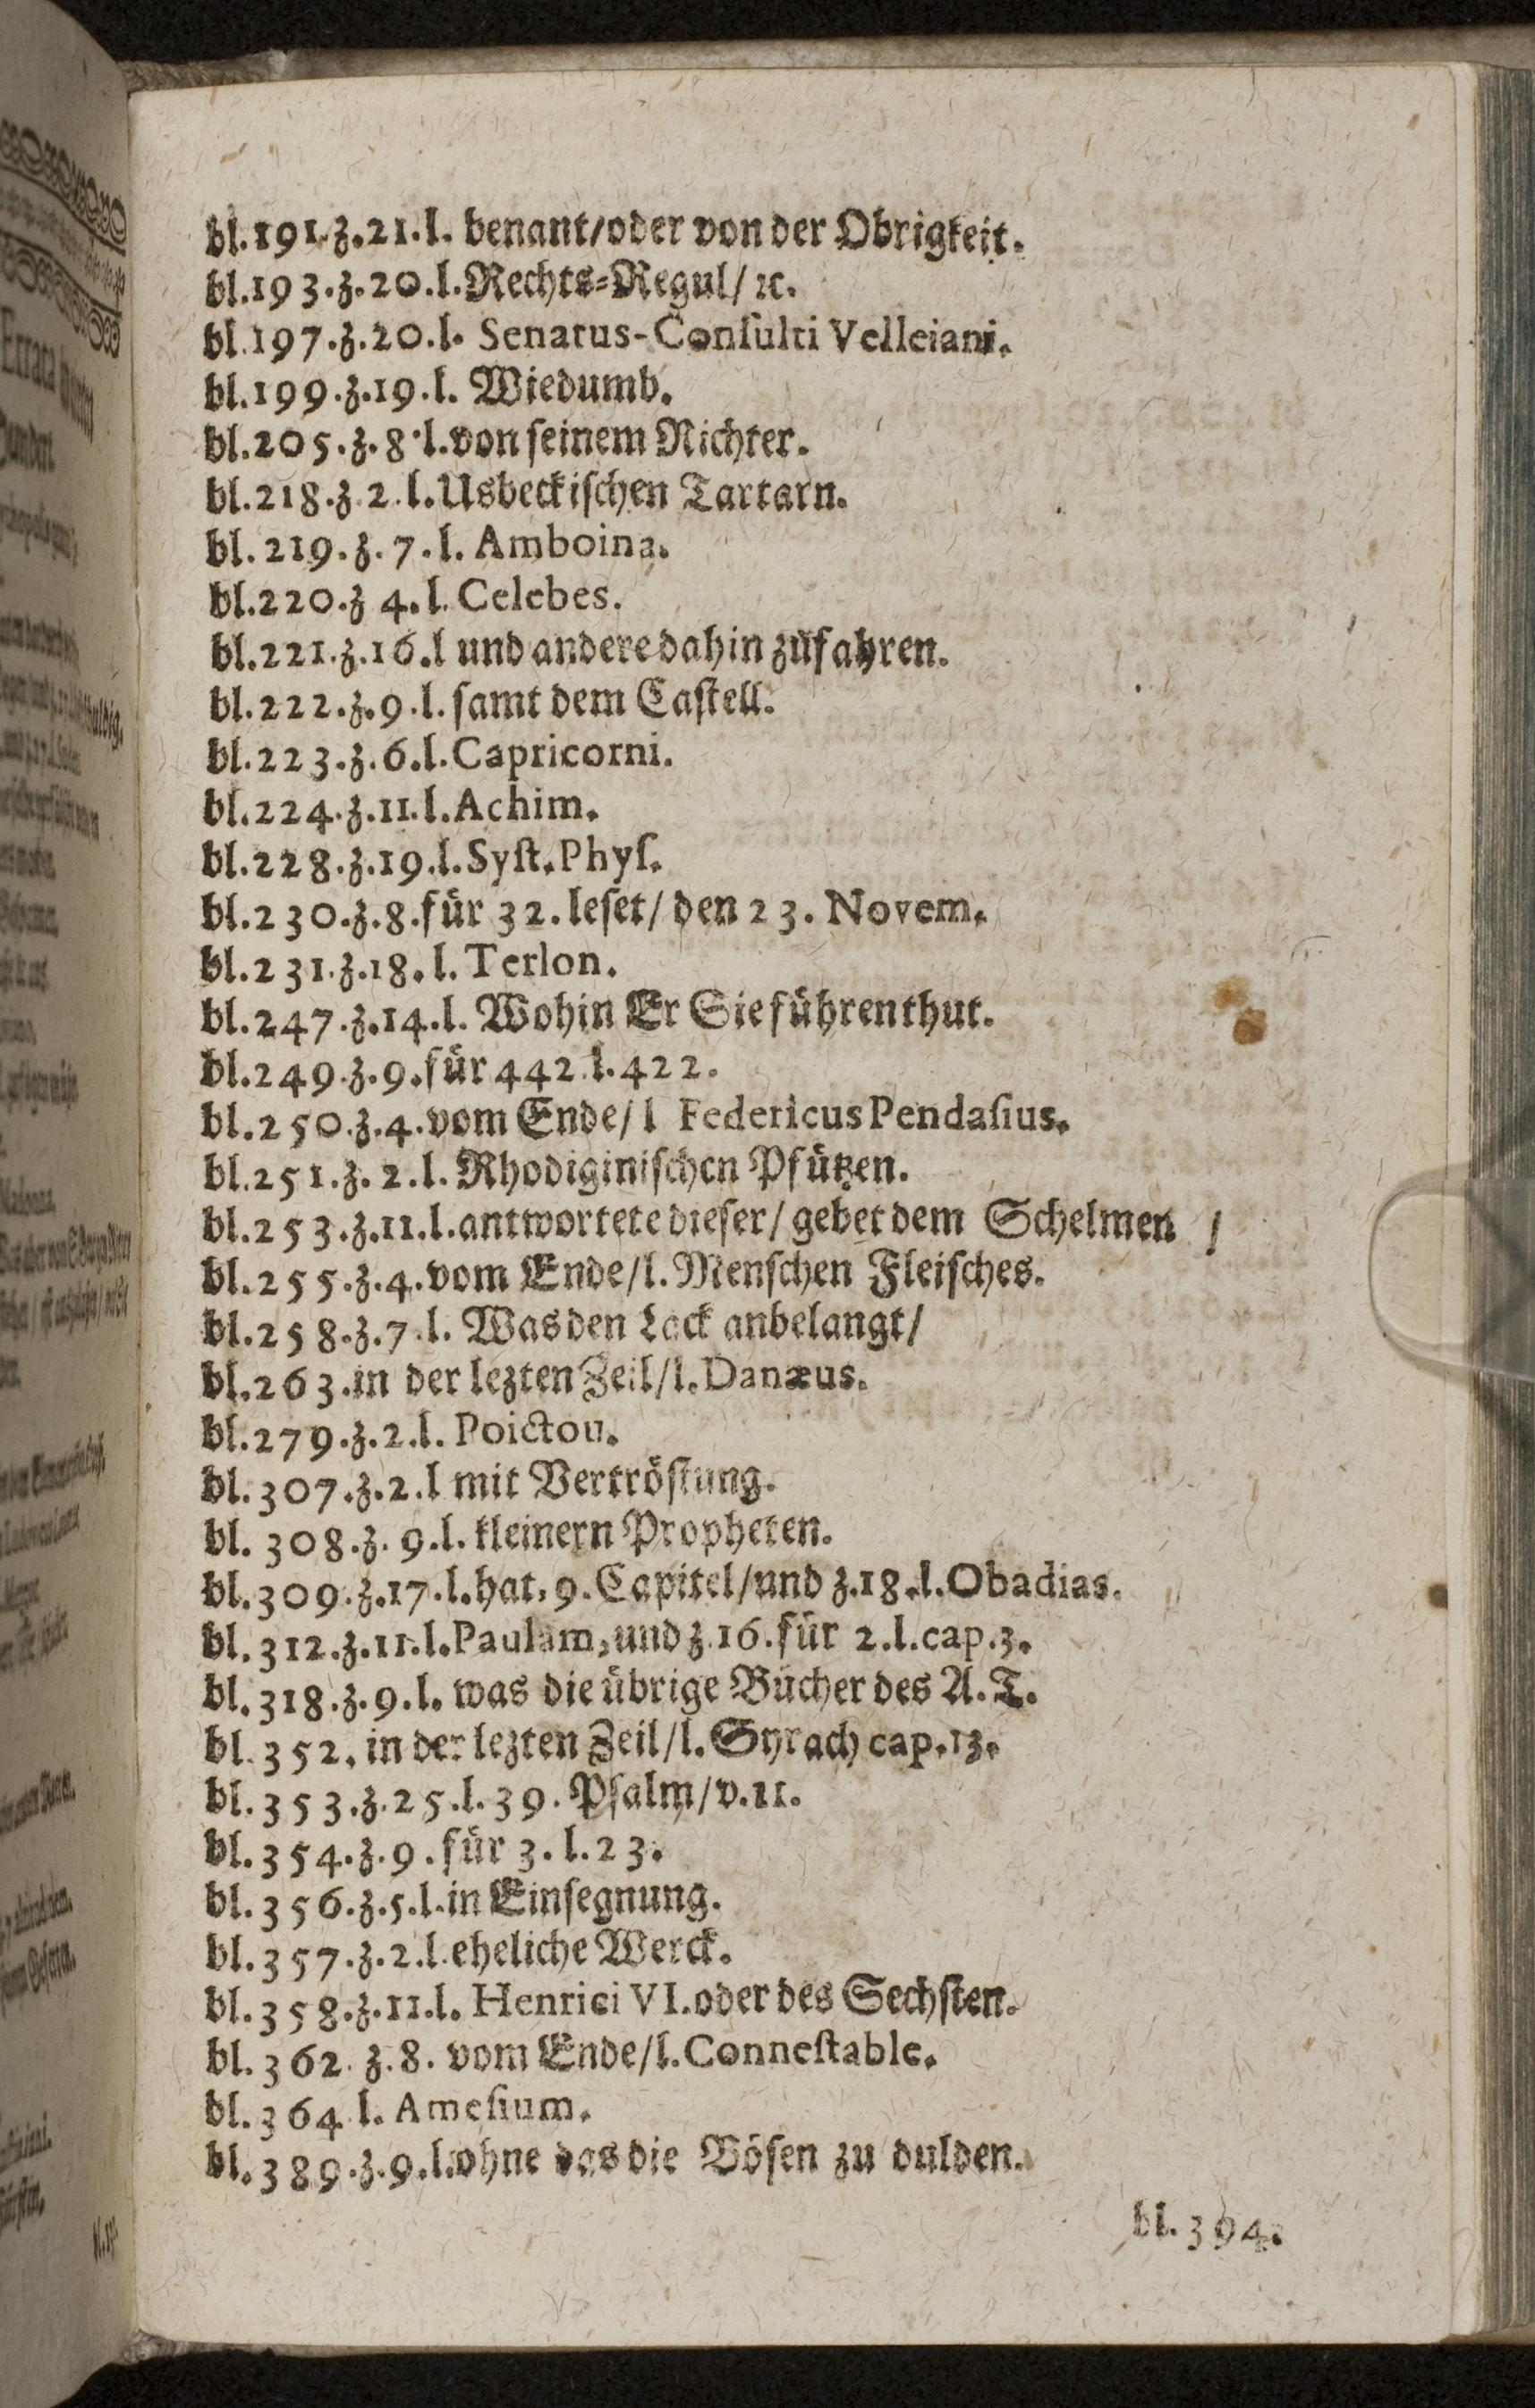 bl.191.z.21.l. benant/oder von der Obrigkeit.
bl.193.z.20.l.Rechts-Regul/ ꝛc.
bl.197.z.20.l. Senatus-Conſulti Velleiani.
bl.199.z.19.l. Wiedumb.
bl.205.z.8.l.von ſeinem Richter.
bl.218.z.2.l.Usbeckiſchen Tartarn.
bl.219.z.7.l. Amboina.
bl.220.z 4.l. Celebes.
bl.221.z.16.l und andere dahin zufahren.
bl.222.z.9.l. ſamt dem Caſtell.
bl.223.z.6.l.Capricorni.
bl.224.z.11.l.Achim.
bl.228.z.19.l.Syſt.Phyſ.
bl.230.z.8.für 32. leſet/ den 23. Novem.
bl.231.z.18.l. Terlon.
bl.247.z.14.l. Wohin Er Sie führen thut.
bl.249.z.9.für 442.l.422.
bl.250.z.4.vom Ende/l Federicus Pendaſius.
bl.251.z.2.l. Rhodiginiſchen Pfützen.
bl.253.z.11.l.antwortete dieſer/ gebet dem Schelmen /
bl.255.z.4.vom Ende/l. Menſchen Fleiſches.
bl.258.z.7.l. Was den Lack anbelangt/
bl.263.in der lezten Zeil/l.Danæus.
bl.279.z.2.l. Poictou.
bl.307.z.2.l mit Vertröſtung.
bl. 308.z. 9.l. kleinern Propheten.
bl.309.z.17.l.hat, 9.Capitel/und z.18.l.Obadias.
bl.312.z.11.l.Paulam, und z.16.für 2.l.cap.3.
bl.318.z.9.l. was die übrige Bücher des A.T.
bl.352. in der lezten Zeil/l.Syrach cap.13.
bl.353.z.25.l.39. Pſalm/v.11.
bl.354.z.9.für 3.l.23.
bl.356.z.5.l.in Einſegnung.
bl.357.z.2.l.eheliche Werck.
bl.358.z.11.l. Henrici VI.oder des Sechſten.
bl.362. z.8. vom Ende/l.Conneſtable.
bl.364 l. Ameſium.
bl.389.z.9.l.ohne das die Böſen zu dulden.
bl.394.